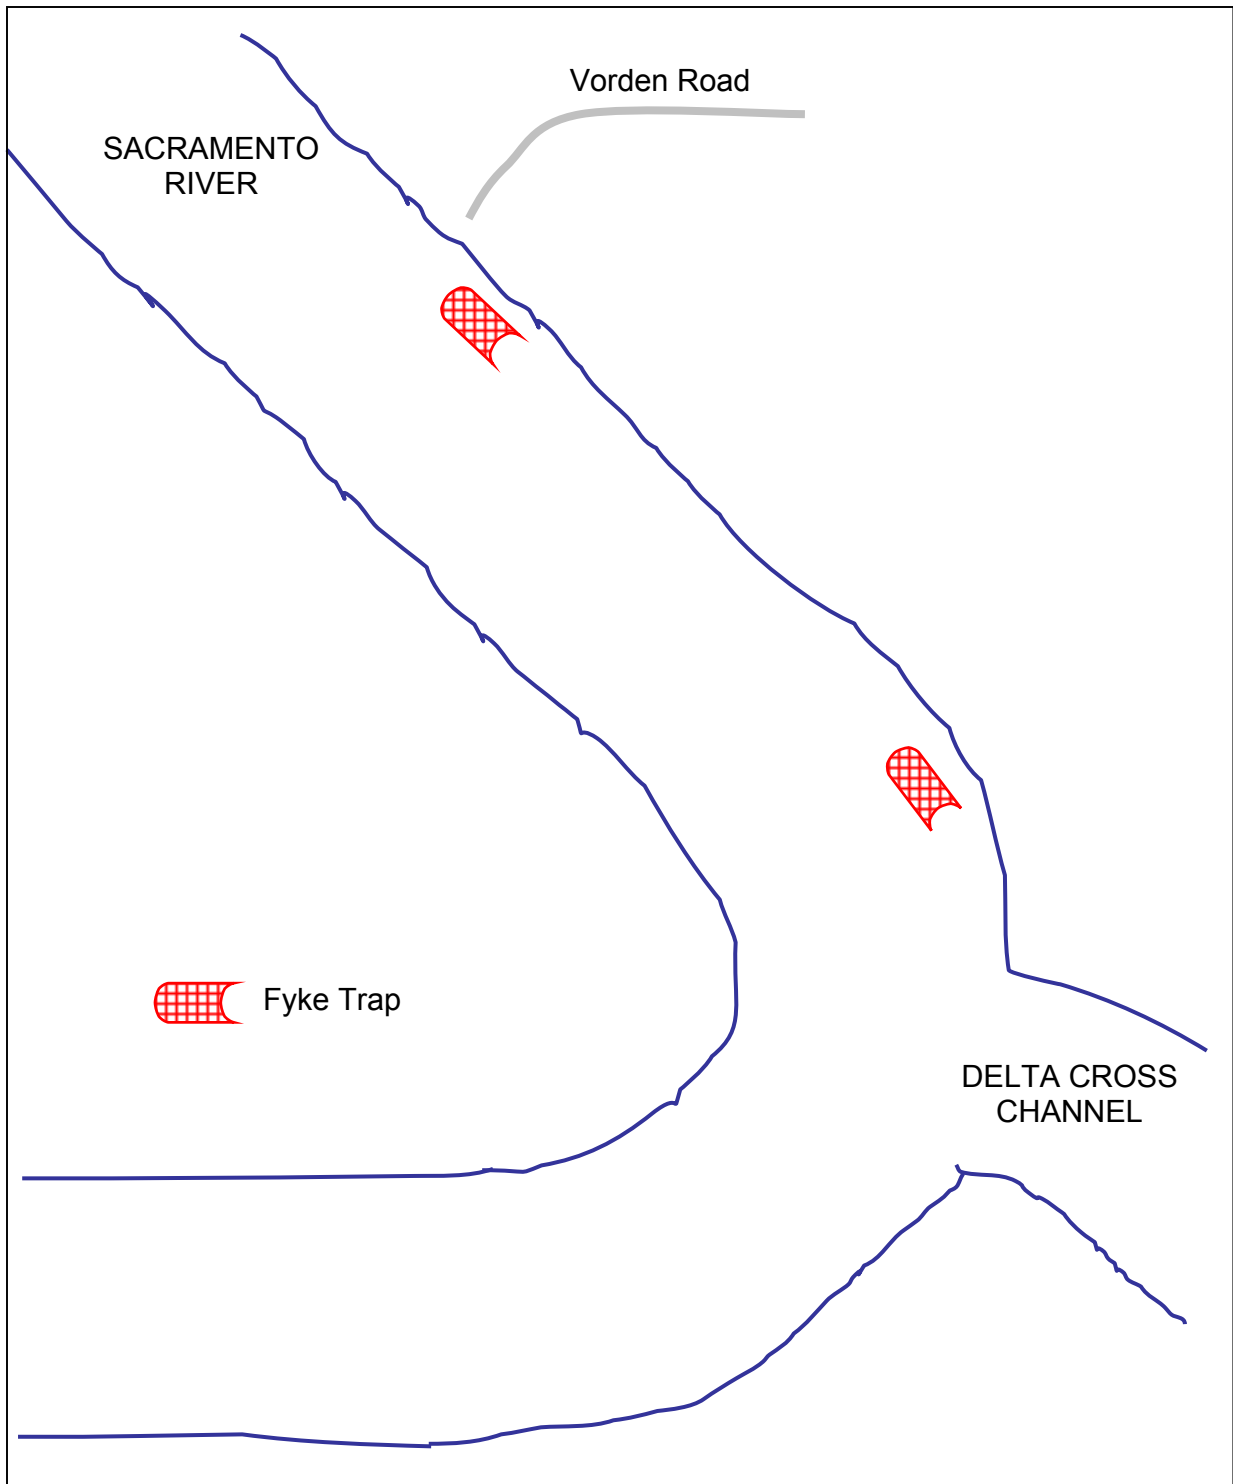 Vorden Road
SACRAMENTO
RIVER
Fyke Trap
DELTA CROSS
CHANNEL